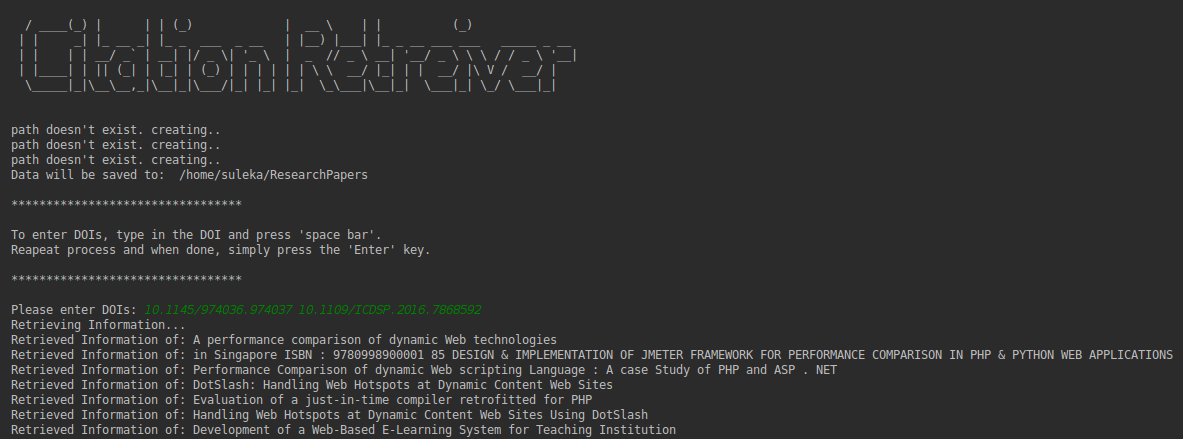 Citation Retriever
path doesn't exist. creating..
path doesn't exist. creating..
path doesn't exist. creating..
Data will be saved to:  /home/suleka/ResearchPapers
*********************************
To enter DOIs, type in the DOI and press 'space bar'.
Reapeat process and when done, simply press the 'Enter' key.
*********************************
Please enter DOIs: 10.1145/974036.974037 10.1109/ICDSP.2016.7868592
Retrieving Information...
Retrieved Information of: A performance comparison of dynamic Web technologies
Retrieved Information of: in Singapore ISBN : 9780998900001 85 DESIGN & IMPLEMENTATION OF JMETER FRAMEWORK FOR PERFORMANCE COMPARISON IN PHP & PYTHON WEB APPLICATIONS
Retrieved Information of: Performance Comparison of dynamic Web scripting Language : A case Study of PHP and ASP . NET
Retrieved Information of: DotSlash: Handling Web Hotspots at Dynamic Content Web Sites
Retrieved Information of: Evaluation of a just-in-time compiler retrofitted for PHP
Retrieved Information of: Handling Web Hotspots at Dynamic Content Web Sites Using DotSlash
Retrieved Information of: Development of a Web-Based E-Learning System for Teaching Institution